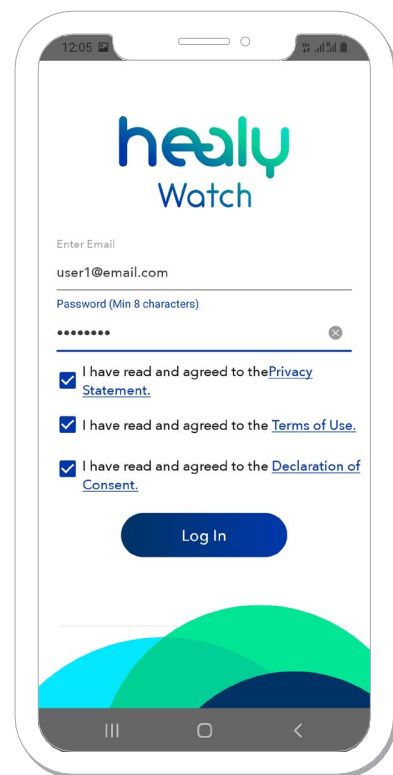 12:05
healy
Watch
Enter Email
user1@email.com
Password (Min 8 characters)
••••••••
I have read and agreed to thePrivacy
Statement.
I have read and agreed to the Terms of Use.
I have read and agreed to the Declaration of
Consent.
Log In